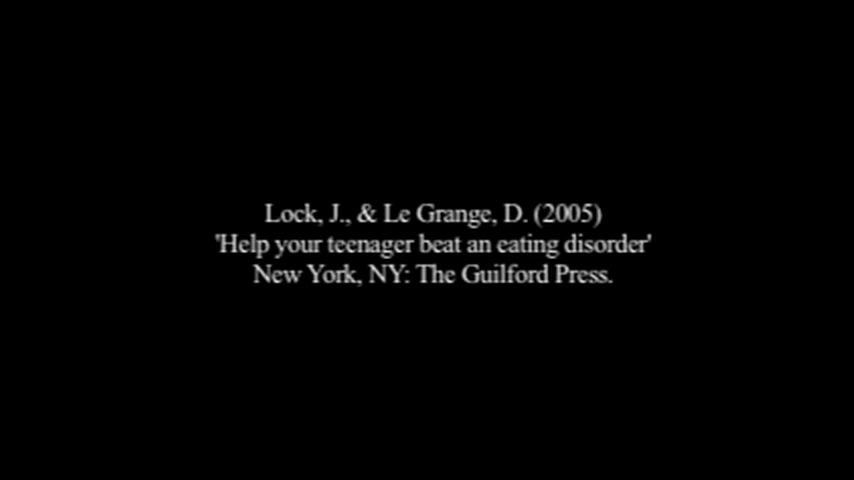 Lock, J., & Le Grange, D. (2005)
'Help your teenager beat an eating disorder'
New York, NY: The Guilford Press.